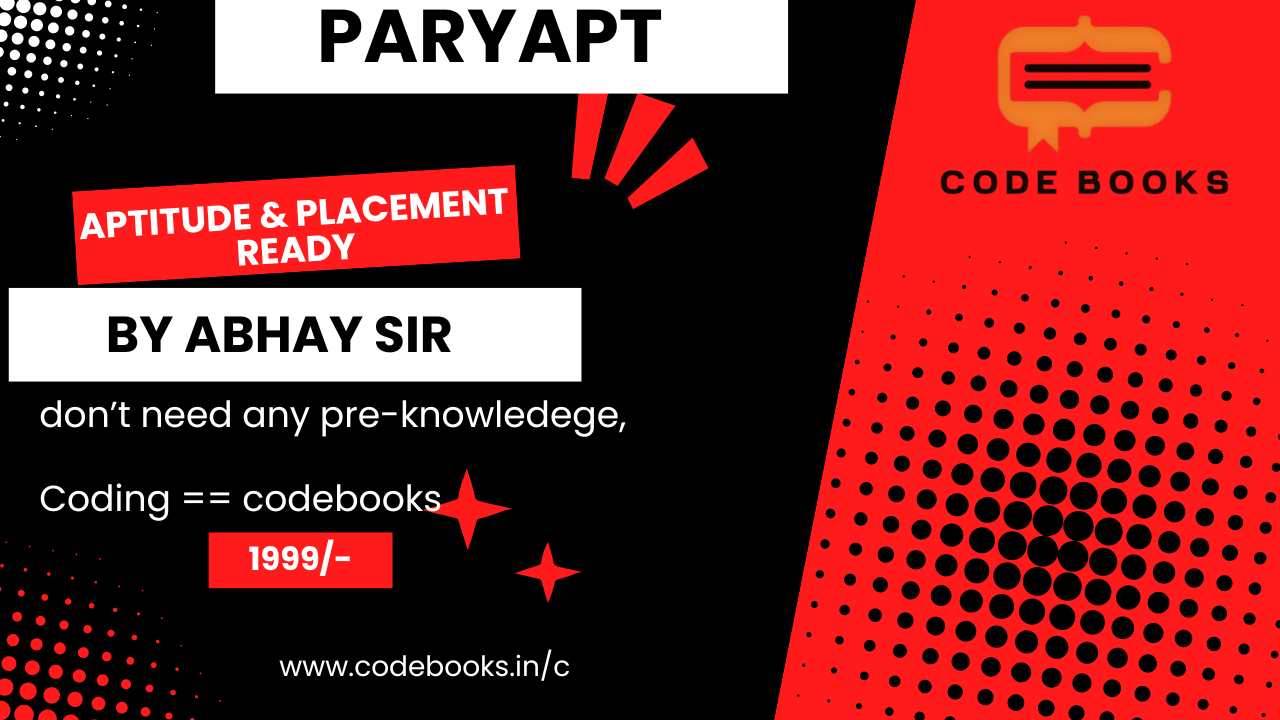 PARYAPT
CODE BOOKS
APTITUDE & PLACEMENT
READY
BY ABHAY SIR
don’t need any pre-knowledege,
Coding == codebooks
1999/-
www.codebooks.in/c